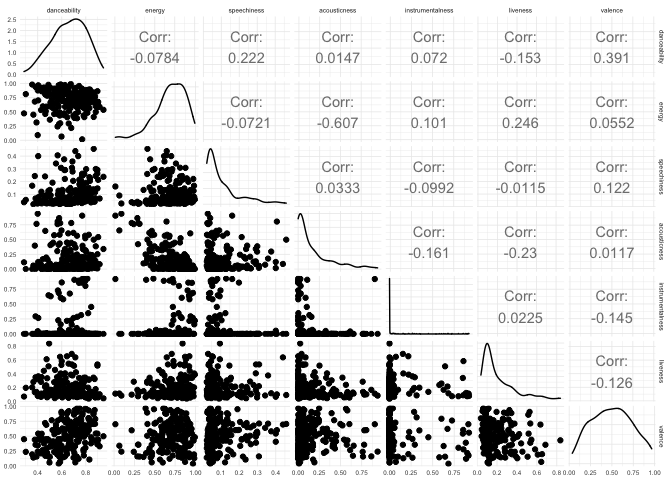 danceability energy speechiness acousticness instrumentalness liveness valence
2.5
2.0
1.5
1.0
0.5
0.0
Corr: Corr: Corr: Corr: Corr: Corr:
-0.0784 0.222 0.0147 0.072 -0.153 0.391
danceability
1.00
0.75
0.50
0.25
0.00
Corr: Corr: Corr: Corr: Corr:
-0.0721 -0.607 0.101 0.246 0.0552
energy
0.4
0.3
0.2
0.1
Corr: Corr: Corr: Corr:
0.0333 -0.0992 -0.0115 0.122
speechiness
0.75
0.50
0.25
0.00
Corr: Corr: Corr:
-0.161 -0.23 0.0117
acousticness
0.75
0.50
0.25
0.00
Corr: Corr:
0.0225 -0.145
instrumentalness
0.8
0.6
0.4
0.2
0.0
Corr:
-0.126
liveness
1.00
0.75
0.50
0.25
0.00
valence
0.4 0.6 0.8 0.00 0.25 0.50 0.75 1.00 0.1 0.2 0.3 0.4 0.00 0.25 0.50 0.75 0.00 0.25 0.50 0.75 0.0 0.2 0.4 0.6 0.8 0.00 0.25 0.50 0.75 1.00